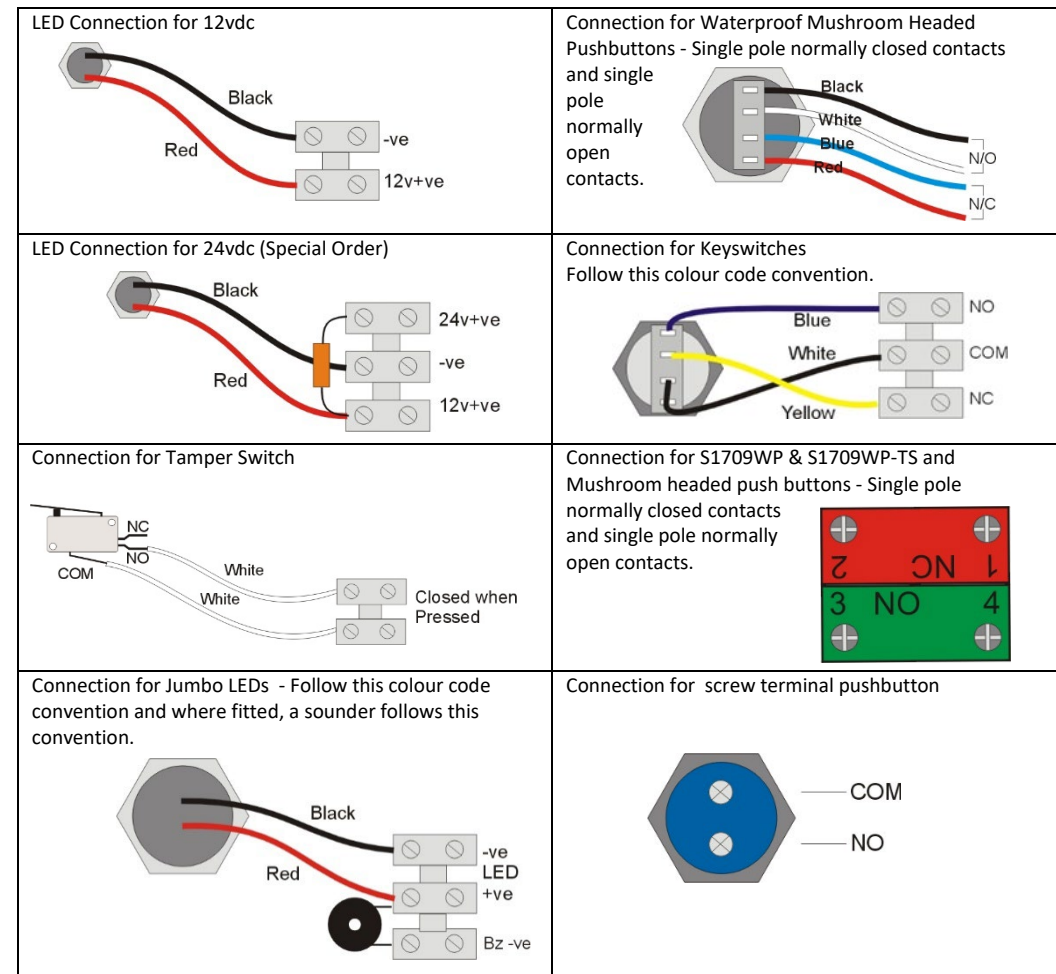 LED Connection for 12vdc
Black
Red
-ve
12v+ve
Connection for Waterproof Mushroom Headed
Pushbuttons - Single pole normally closed contacts
and single
pole
normally
open
contacts.
Black
White
Blue
Red
N/O
N/C
LED Connection for 24vdc (Special Order)
Black
Red
24v+ve
-ve
12v+ve
Connection for Keyswitches
Follow this colour code convention.
Blue
White
Yellow
NO
COM
NC
Connection for Tamper Switch
NC
NO
COM
White
White
Closed when
Pressed
Connection for S1709WP & S1709WP-TS and
Mushroom headed push buttons - Single pole
normally closed contacts
and single pole normally
open contacts.
2 NC 1
3 NO 4
Connection for Jumbo LEDs - Follow this colour code
convention and where fitted, a sounder follows this
convention.
Black
Red
-ve
LED
+ve
Bz -ve
Connection for screw terminal pushbutton
COM
NO